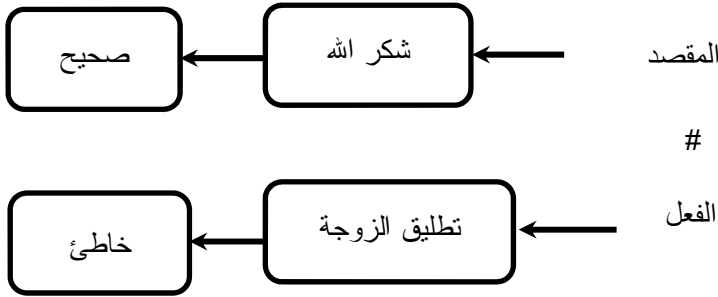 المقصد شكر الله صحيح
#
الفعل تطليق الزوجة خاطئ